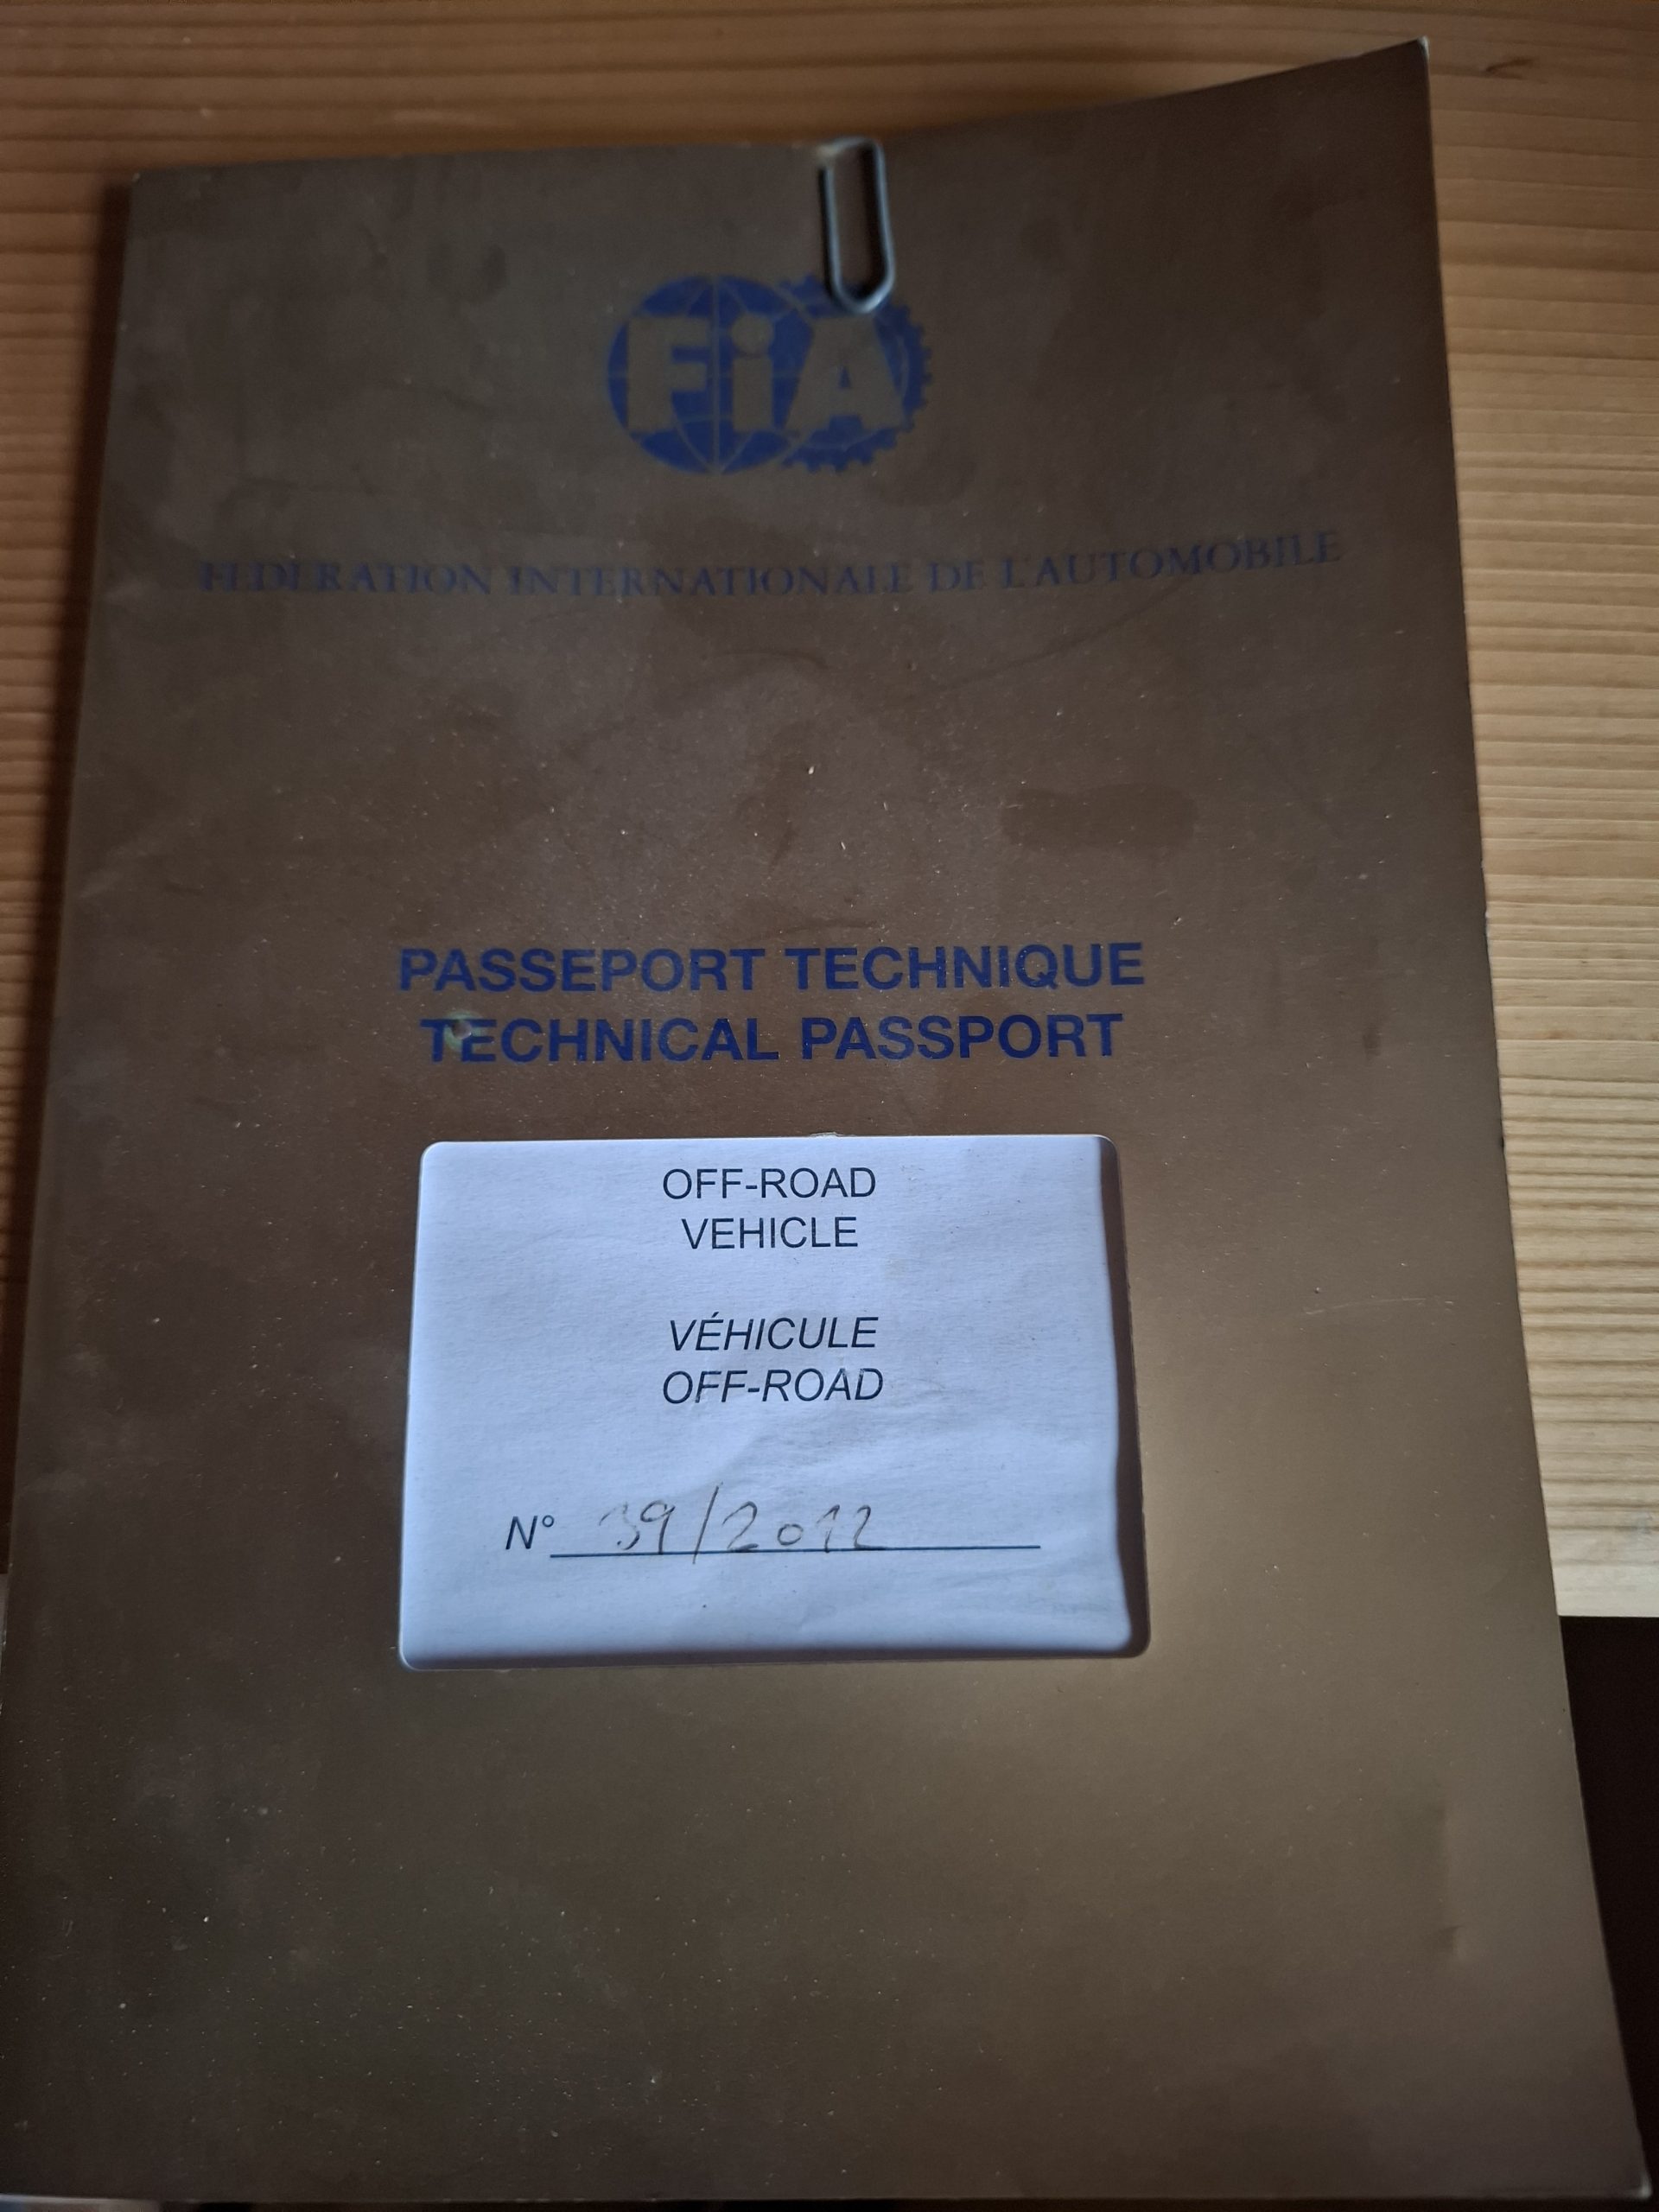 FiA
FEDERATION INTERNATIONALE DE L'AUTOMOBILE
PASSEPORT TECHNIQUE
TECHNICAL PASSPORT
OFF-ROAD
VEHICLE
VÉHICULE
OFF-ROAD
N° 39/2012